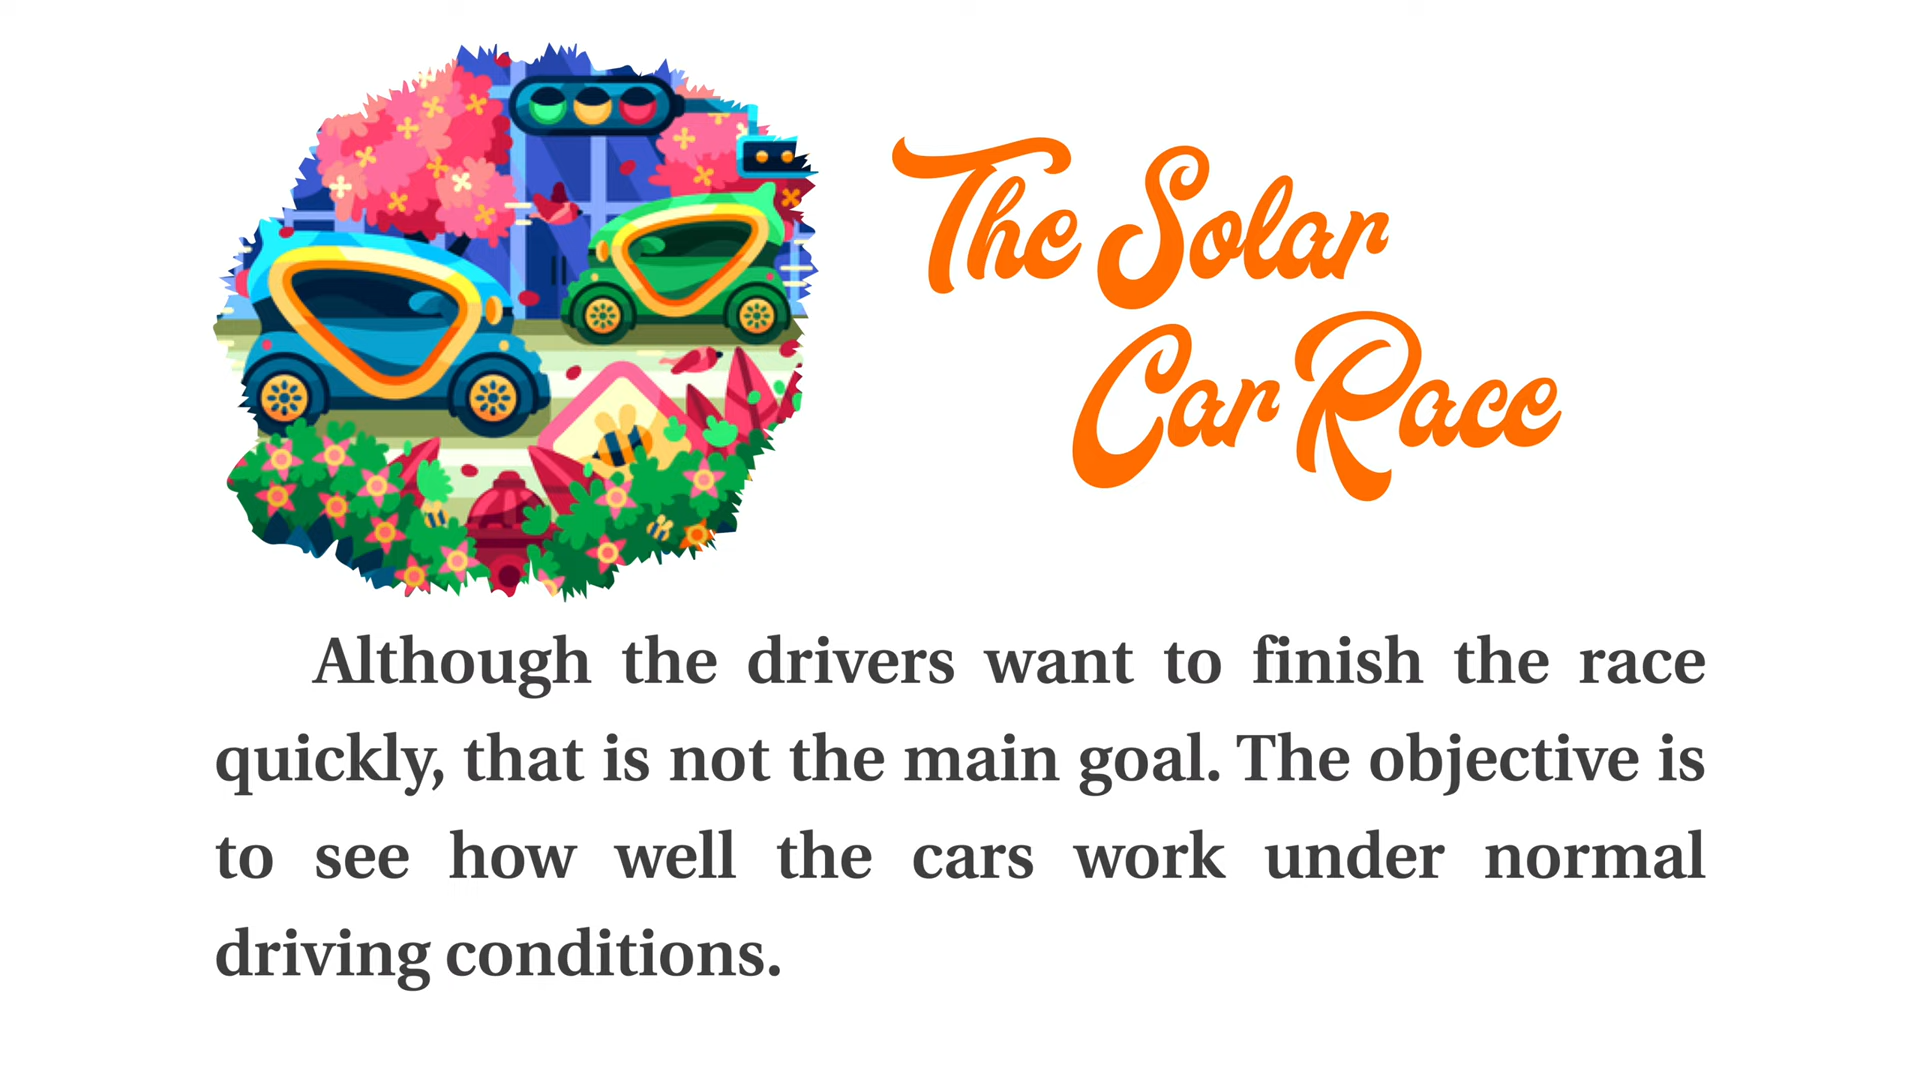 The Solar
Car Race
Although the drivers want to finish the race
quickly, that is not the main goal. The objective is
to see how well the cars work under normal
driving conditions.